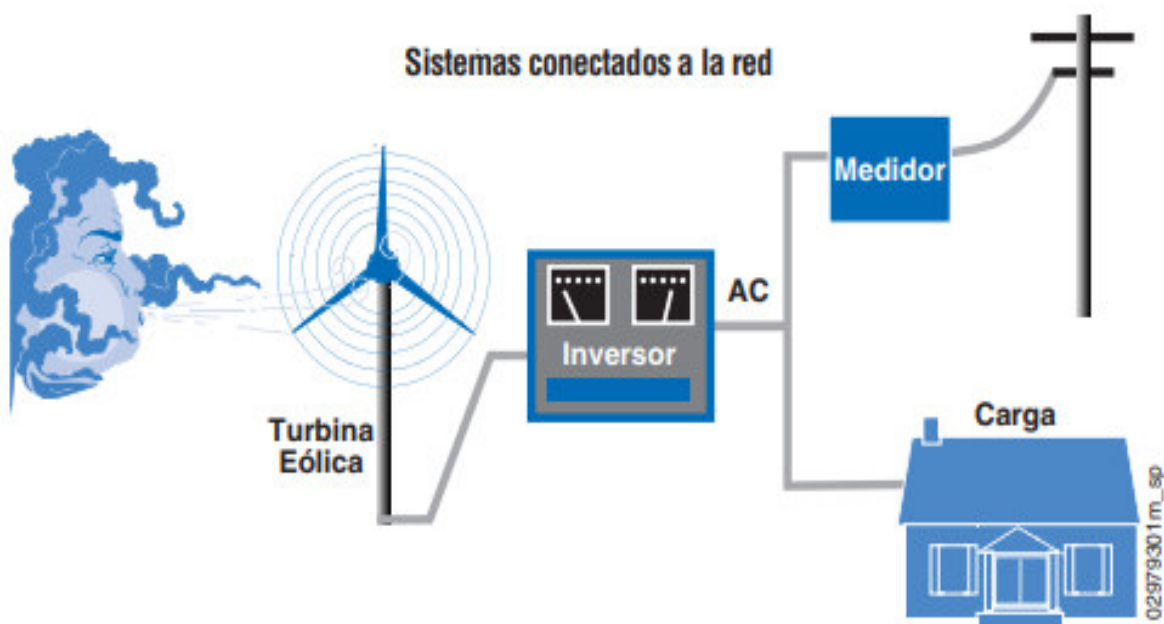 Sistemas conectados a la red
Medidor
AC
Inversor
Turbina
Eólica
Carga
02979301m_sp